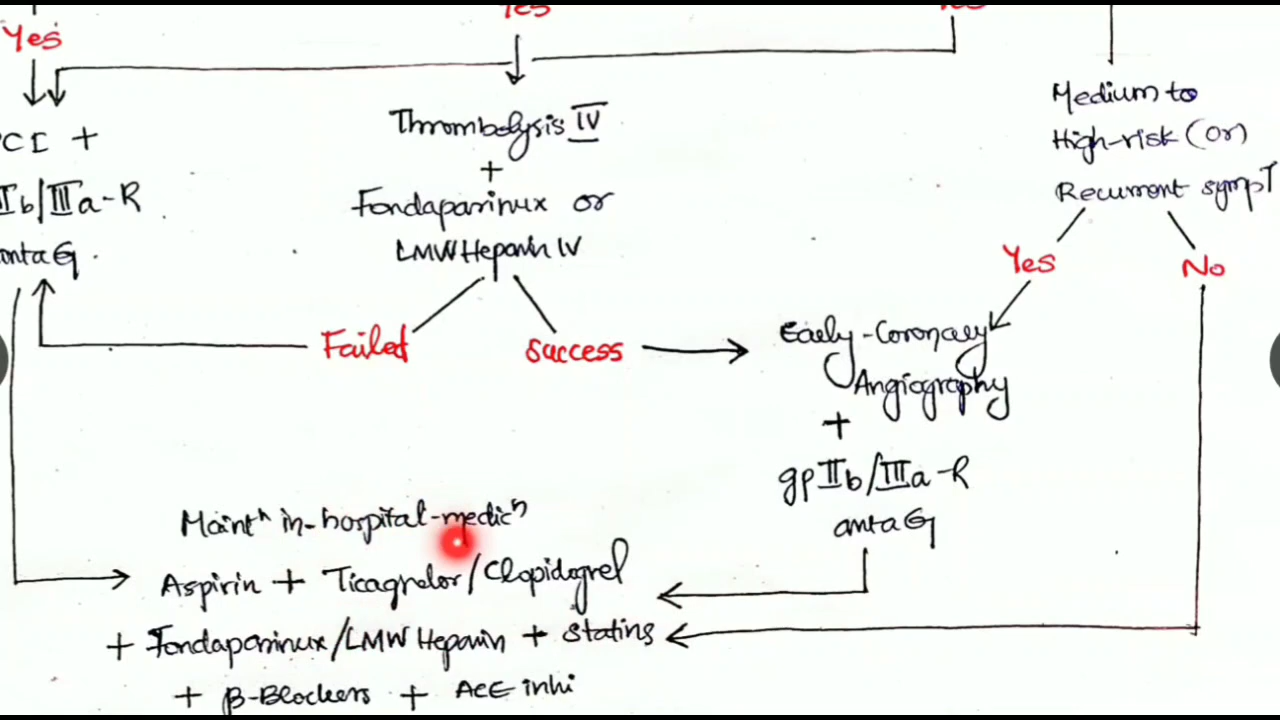 Yes
Yes
Yes
PCI +
IIb/IIIa-R
antaG.
Thrombolysis IV
+
Fondaparinux or
LMW Heparin IV
Failed
Success
Medium to
High-risk (Or)
Recurrent sympT
Yes
No
Early-Coronary
Angiography
+
gp IIb/IIIa-R
antaG
Maintⁿ in-hospital-medicⁿ
Aspirin + Ticagrelor/Clopidogrel
+ Fondaparinux/LMW Heparin + Statins
+ β-Blockers + ACE inhi